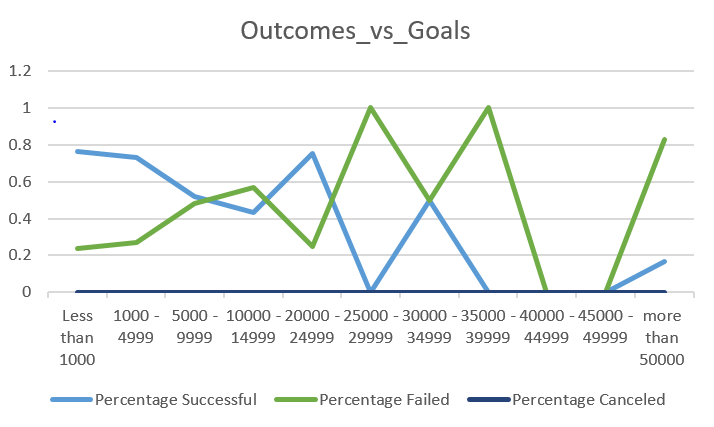 Outcomes_vs_Goals
1.2
1
0.8
0.6
0.4
0.2
0
Less than 1000
1000 - 4999
5000 - 9999
10000 - 14999
20000 - 24999
25000 - 29999
30000 - 34999
35000 - 39999
40000 - 44999
45000 - 49999
more than 50000
Percentage Successful
Percentage Failed
Percentage Canceled